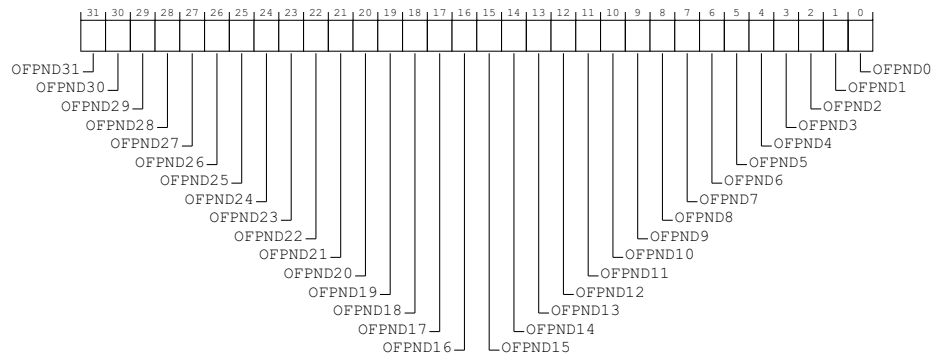 31 30 29 28 27 26 25 24 23 22 21 20 19 18 17 16 15 14 13 12 11 10 9 8 7 6 5 4 3 2 1 0
OFPND31 OFPND0
OFPND30 OFPND1
OFPND29 OFPND2
OFPND28 OFPND3
OFPND27 OFPND4
OFPND26 OFPND5
OFPND25 OFPND6
OFPND24 OFPND7
OFPND23 OFPND8
OFPND22 OFPND9
OFPND21 OFPND10
OFPND20 OFPND11
OFPND19 OFPND12
OFPND18 OFPND13
OFPND17 OFPND14
OFPND16 OFPND15